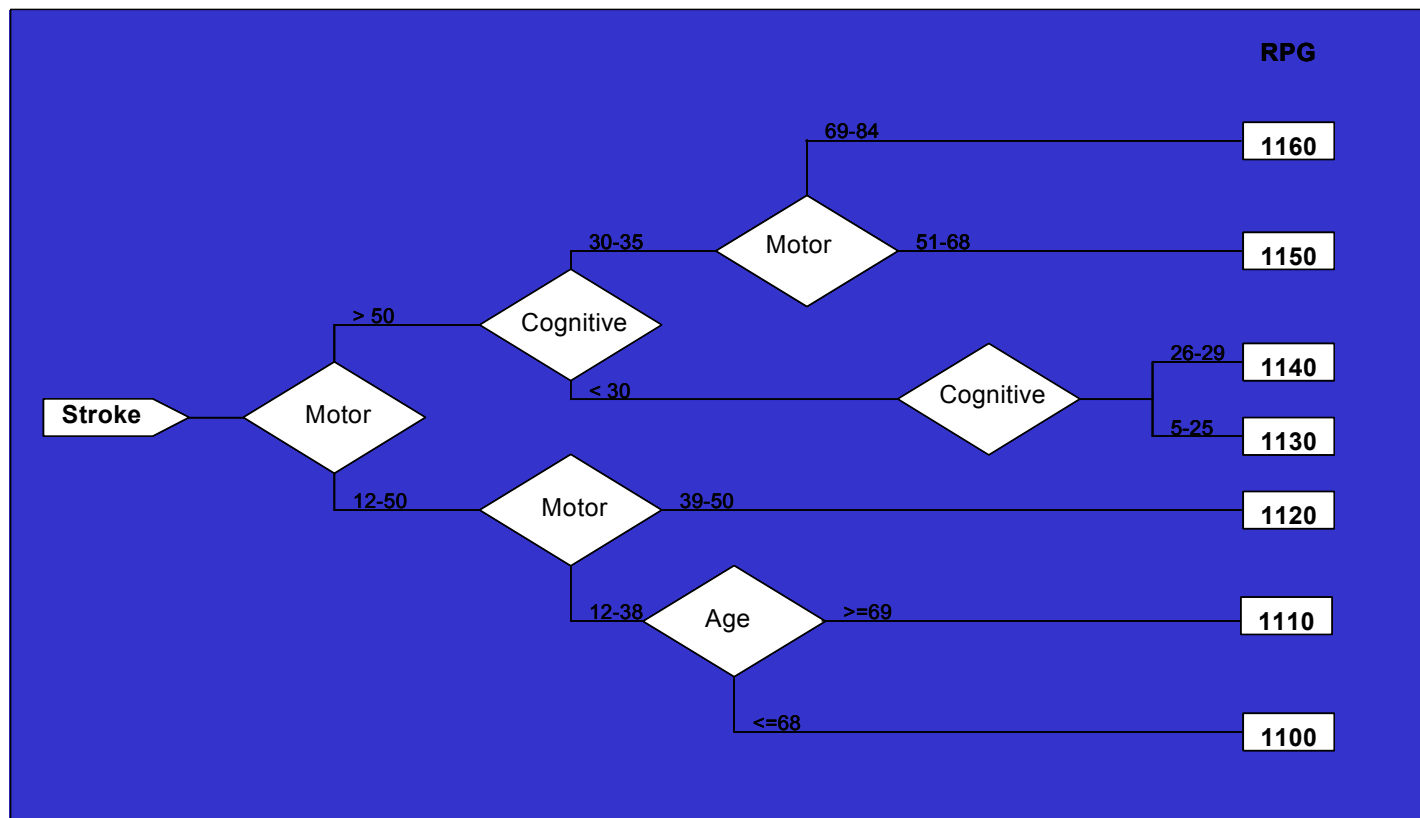 RPG
69-84
1160
30-35
Motor
51-68
1150
> 50
Cognitive
26-29
1140
< 30
Cognitive
Stroke
Motor
5-25
1130
12-50
Motor
39-50
1120
12-38
Age
>=69
1110
<=68
1100